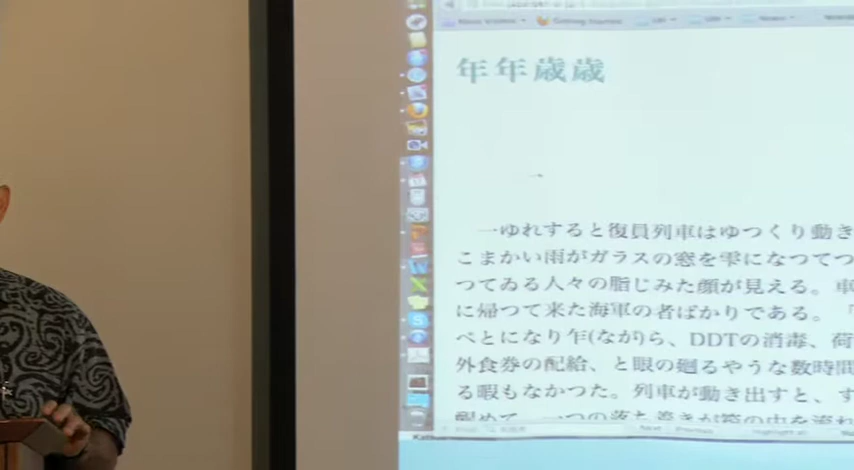 Getting Started
年年歳歳
一
一ゆれすると復員列車はゆつくり動き
こまかい雨がガラスの窓を雫になつてつ
つてゐる人々の脂じみた顔が見える。車
に帰つて来た海軍の者ばかりである。「
べとになり乍(ながら)ら、DDTの消毒、荷
外食券の配給、と眼の廻るやうな数時間
る暇もなかつた。列車が動き出すと、す